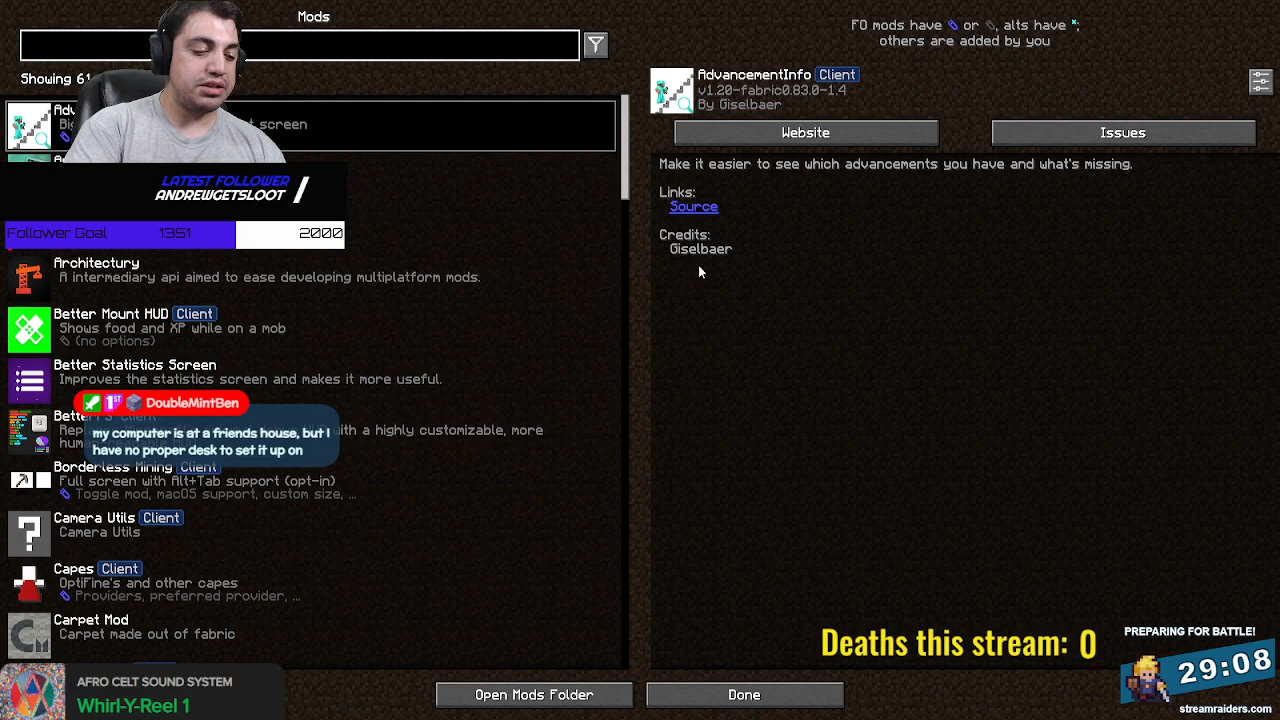 Mods
FO mods have or , alts have ,
others are added by you
Showing 61
screen
AdvancementInfo Client
v1.20-fabric0.83.0-1.4
By Giselbaer
Website
Issues
Make it easier to see which advancements you have and what's missing.
Links:
Source
Credits:
Giselbaer
LATEST FOLLOWER
ANDREWGETSLOOT
Follower Goal 1351 2000
Architectury
A intermediary api aimed to ease developing multiplatform mods.
Better Mount HUD Client
Shows food and XP while on a mob
(no options)
Better Statistics Screen
Improves the statistics screen and makes it more useful.
DoubleMintBen
my computer is at a friends house, but I
have no proper desk to set it up on
with a highly customizable, more
Borderless Mining Client
Full screen with Alt+Tab support (opt-in)
Toggle mod, macOS support, custom size, ...
Camera Utils Client
Camera Utils
Capes Client
OptiFine's and other capes
Providers, preferred provider, ...
Carpet Mod
Carpet made out of fabric
AFRO CELT SOUND SYSTEM
Whirl-Y-Reel 1
Open Mods Folder
Done
Deaths this stream: 0
PREPARING FOR BATTLE!
29:08
streamraiders.com